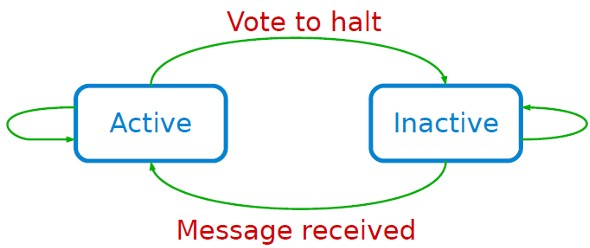 Vote to halt
Active
Inactive
Message received